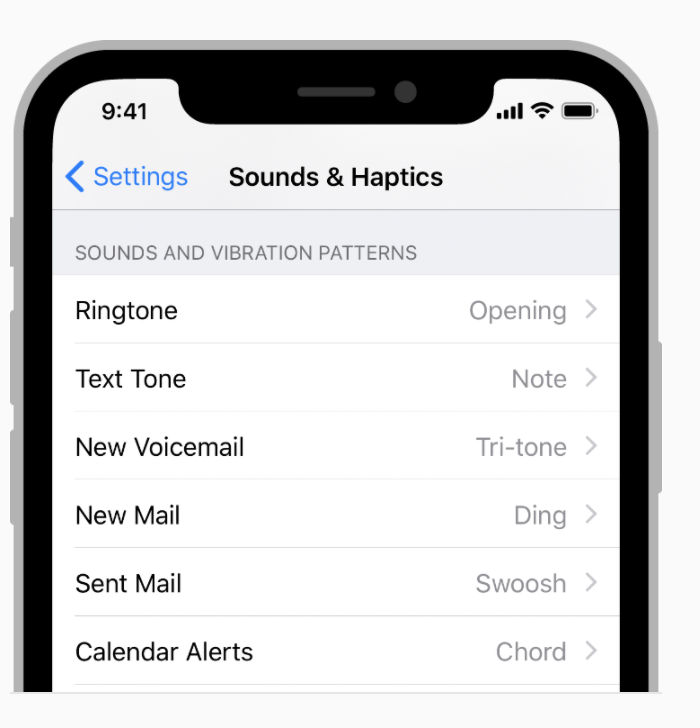 9:41
Settings Sounds & Haptics
SOUNDS AND VIBRATION PATTERNS
Ringtone Opening
Text Tone Note
New Voicemail Tri-tone
New Mail Ding
Sent Mail Swoosh
Calendar Alerts Chord